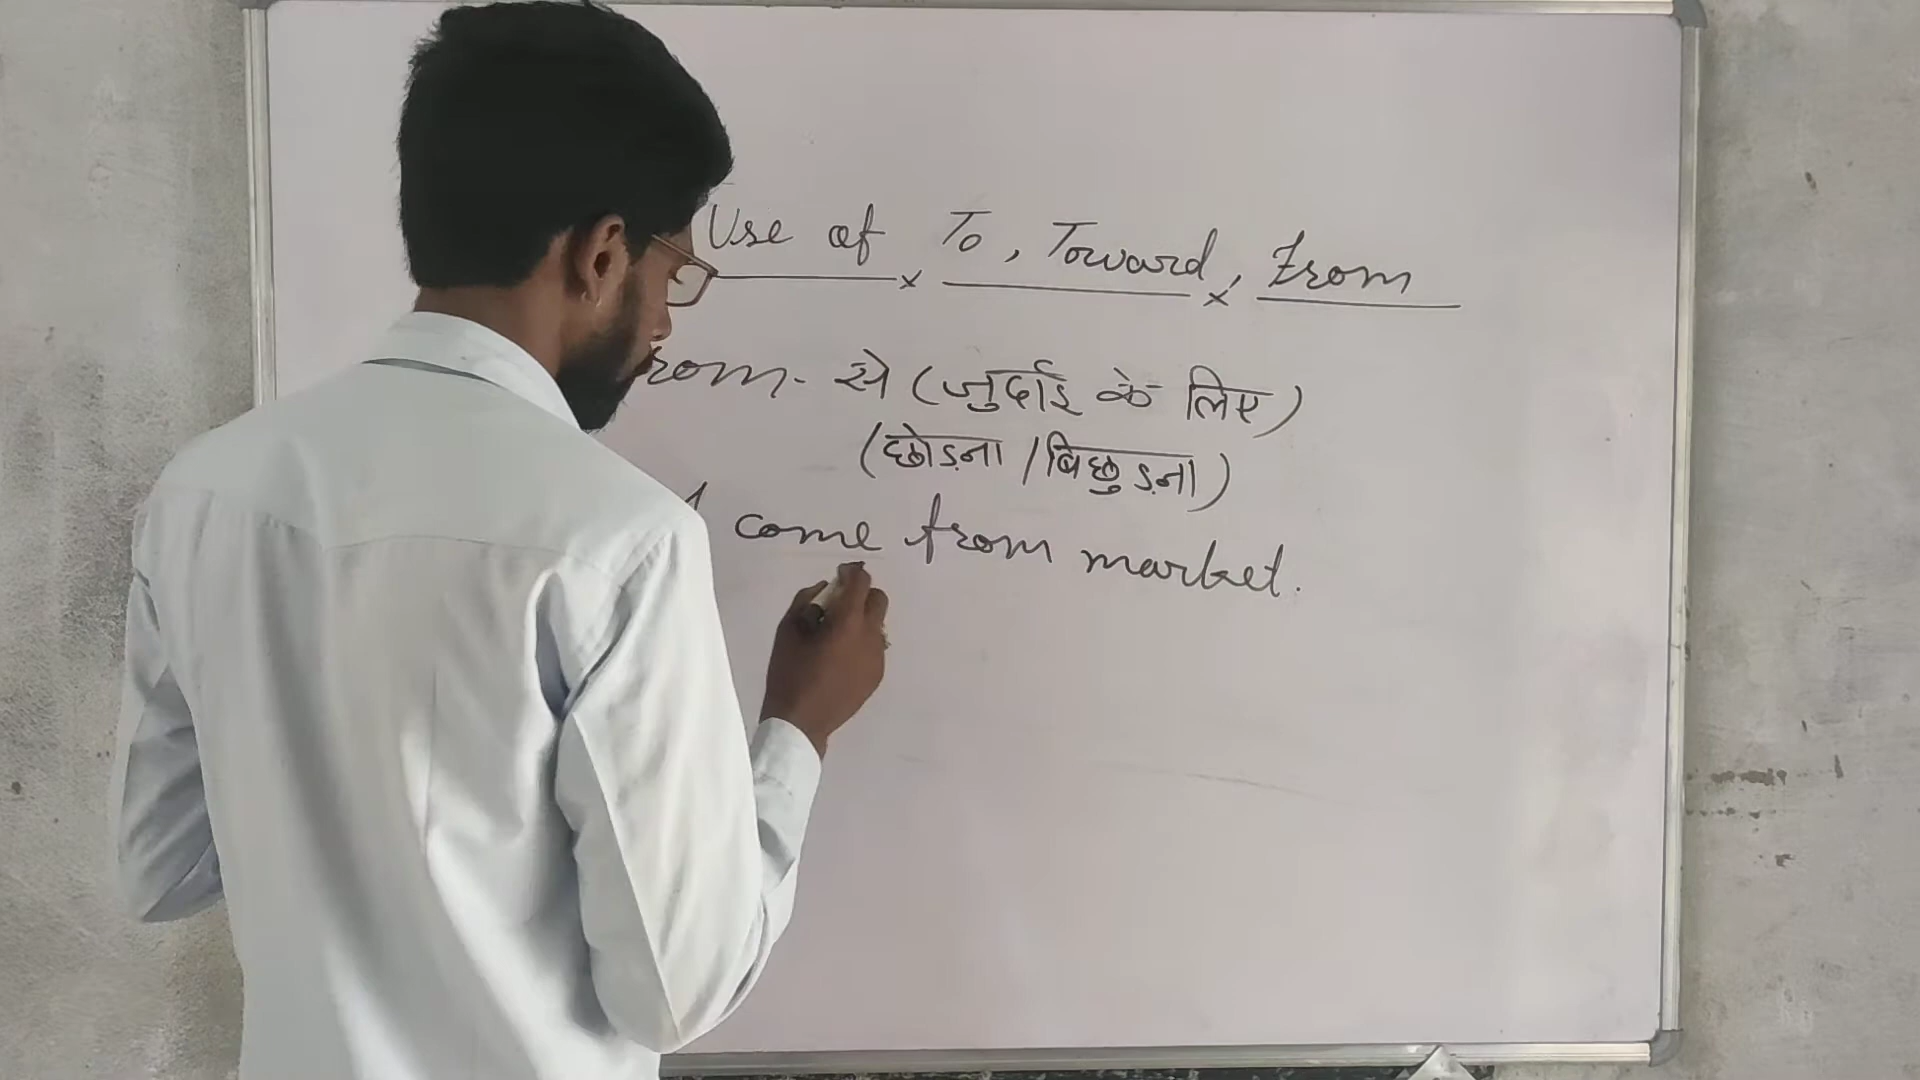 Use of To, Toward, From
rom - से (जुदाई के लिए)
(छोड़ना / बिछुड़ना)
come from market.